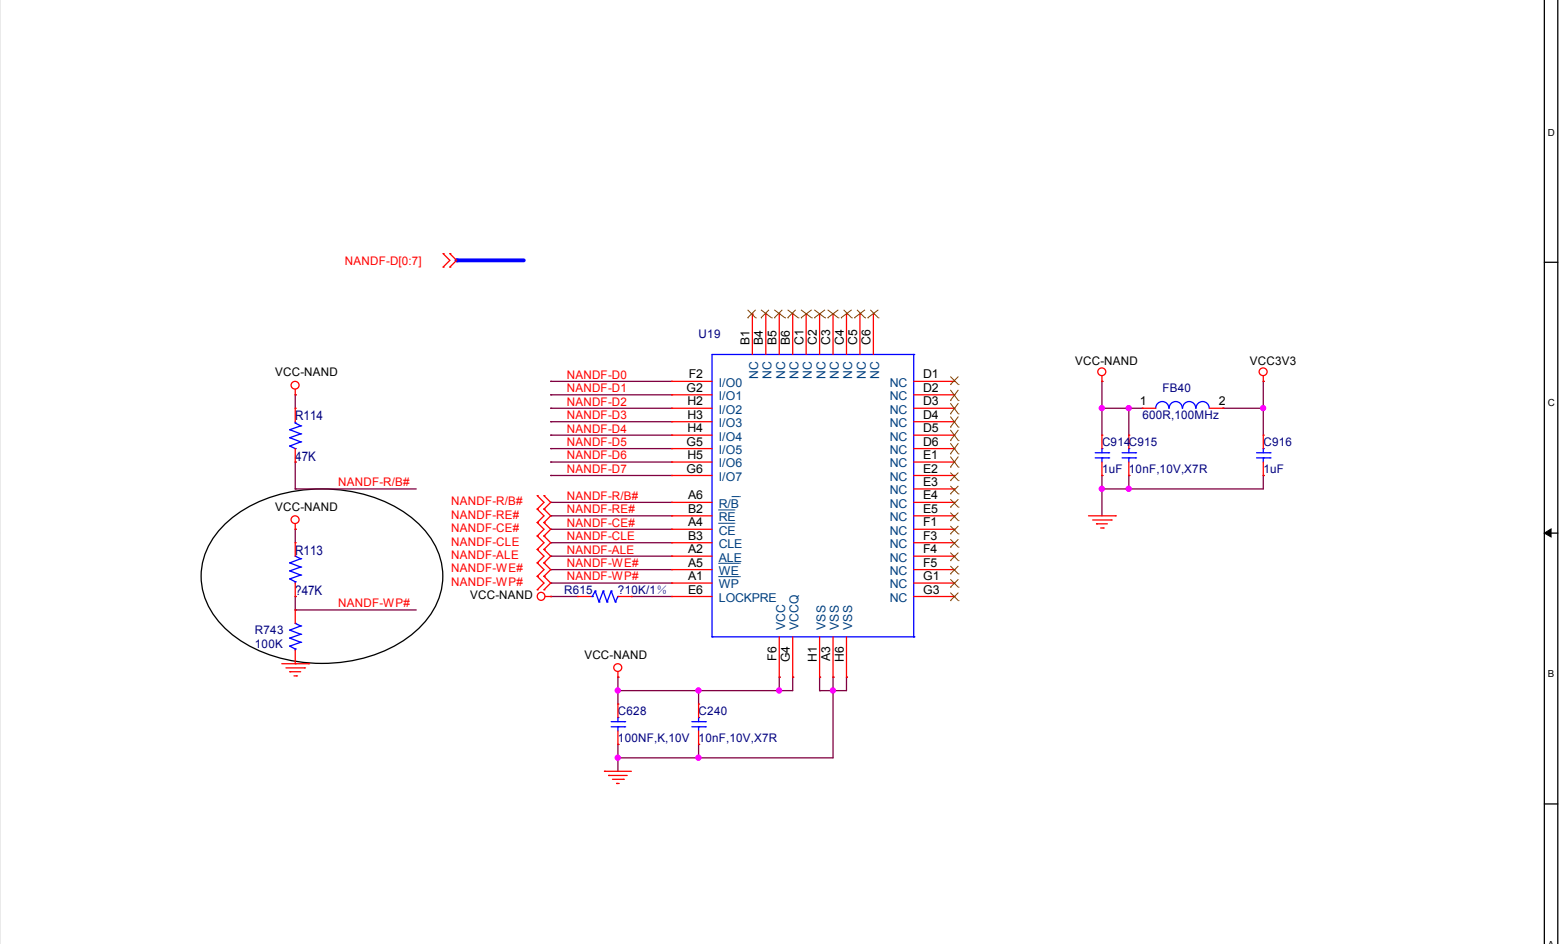 D
NANDF-D[0:7]
U19
B1
B4
B5
B6
C1
C2
C3
C4
C5
C6
NC
NC
NC
NC
NC
NC
NC
NC
NC
NC
NANDF-D0 F2 I/O0
NANDF-D1 G2 I/O1
NANDF-D2 H2 I/O2
NANDF-D3 H3 I/O3
NANDF-D4 H4 I/O4
NANDF-D5 G5 I/O5
NANDF-D6 H5 I/O6
NANDF-D7 G6 I/O7
NC D1
NC D2
NC D3
NC D4
NC D5
NC D6
NC E1
NC E2
NC E3
NC E4
NC E5
NC F1
NC F3
NC F4
NC F5
NC G1
NC G3
NANDF-R/B# NANDF-R/B# A6 R/B
NANDF-RE# NANDF-RE# B2 RE
NANDF-CE# NANDF-CE# A4 CE
NANDF-CLE NANDF-CLE B3 CLE
NANDF-ALE NANDF-ALE A2 ALE
NANDF-WE# NANDF-WE# A5 WE
NANDF-WP# NANDF-WP# A1 WP
VCC-NAND R615 ?10K/1% E6 LOCKPRE
VCC
VCCQ
VSS
VSS
VSS
F6
G4
H1
A3
H6
VCC-NAND
R114
47K
NANDF-R/B#
VCC-NAND
R113
?47K
NANDF-WP#
R743
100K
VCC-NAND
C628
100NF,K,10V
C240
10nF,10V,X7R
VCC-NAND
VCC3V3
FB40
1 2
600R,100MHz
C914
1uF
C915
10nF,10V,X7R
C916
1uF
C
B